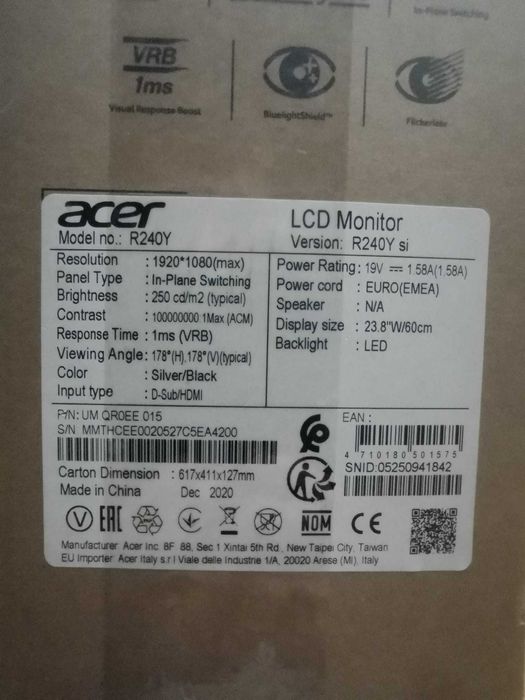 In-Plane Switching
VRB
1ms
Visual Response Boost
BluelightShield™
Flickerless
acer
Model no.: R240Y
LCD Monitor
Version: R240Y si
Resolution : 1920*1080(max)
Panel Type : In-Plane Switching
Brightness : 250 cd/m2 (typical)
Contrast : 100000000 1Max (ACM)
Response Time : 1ms (VRB)
Viewing Angle: 178°(H),178°(V)(typical)
Color : Silver/Black
Input type : D-Sub/HDMI
Power Rating : 19V ⎓ 1.58A(1.58A)
Power cord : EURO(EMEA)
Speaker : N/A
Display size : 23.8"W/60cm
Backlight : LED
P/N: UM QR0EE 015
S/N MMTHCEE0020527C5EA4200
EAN :
4 710180 501575
SNID:05250941842
Carton Dimension : 617x411x127mm
Made in China Dec 2020
EAC
NOM
CE
Manufacturer Acer Inc. 8F 88, Sec 1 Xintai 5th Rd., New Taipei City, Taiwan
EU Importer Acer Italy s.r.l Viale delle Industrie 1/A, 20020 Arese (MI), Italy